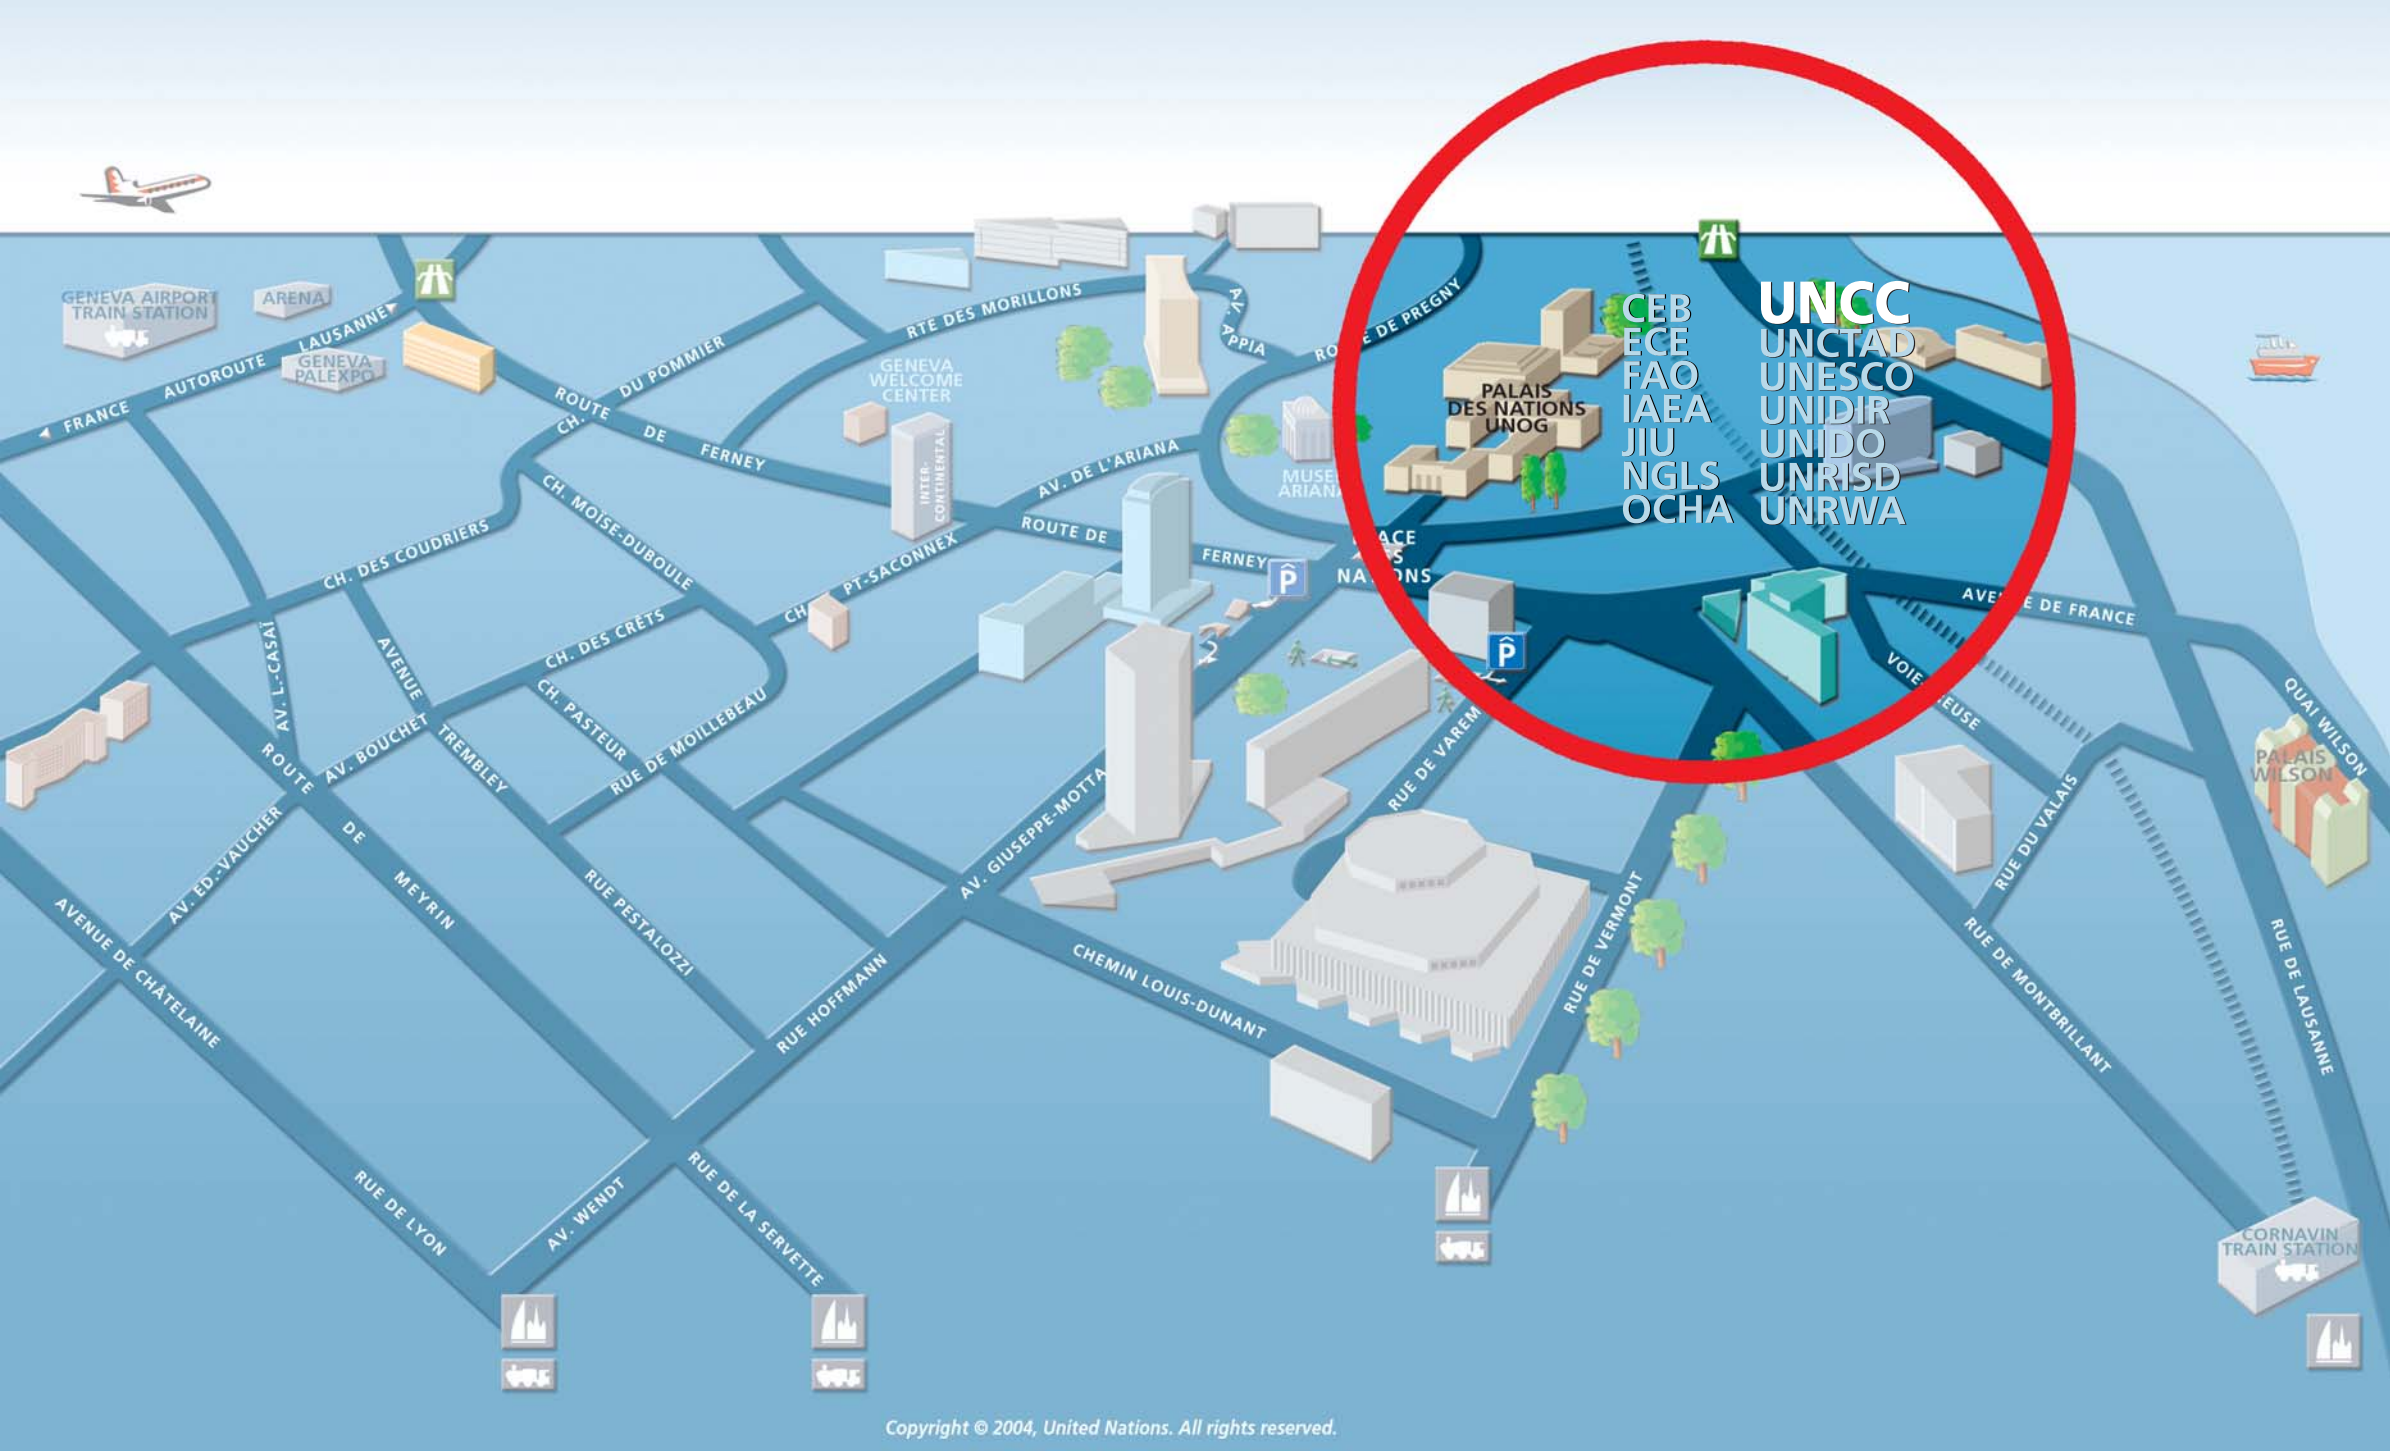 GENEVA AIRPORT
TRAIN STATION
ARENA
LAUSANNE
AUTOROUTE
FRANCE
GENEVA
PALEXPO
CH. DU POMMIER
ROUTE DE FERNEY
RTE DES MORILLONS
AV. APPIA
GENEVA
WELCOME
CENTER
INTER-
CONTINENTAL
AV. DE L'ARIANA
ROUTE DE FERNEY
PALAIS
DES NATIONS
UNOG
CEB
ECE
FAO
IAEA
JIU
NGLS
OCHA
UNCC
UNCTAD
UNESCO
UNIDIR
UNIDO
UNRISD
UNRWA
P
P
AVENUE DE FRANCE
CH. DES COUDRIERS
CH. MOÏSE-DUBOULE
PT-SACONNEX
CH. DES CRÊTS
AV. L.-CASAÏ
AVENUE TREMBLEY
CH. PASTEUR
RUE DE MOILLEBEAU
AV. BOUCHET
ROUTE DE MEYRIN
AV. ED.-VAUCHER
AVENUE DE CHÂTELAINE
RUE PESTALOZZI
RUE HOFFMANN
AV. GIUSEPPE-MOTTA
CHEMIN LOUIS-DUNANT
RUE DE VERMONT
RUE DU VALAIS
RUE DE MONTBRILLANT
RUE DE LAUSANNE
QUAI WILSON
PALAIS
WILSON
RUE DE LYON
AV. WENDT
RUE DE LA SERVETTE
CORNAVIN
TRAIN STATION
Copyright © 2004, United Nations. All rights reserved.